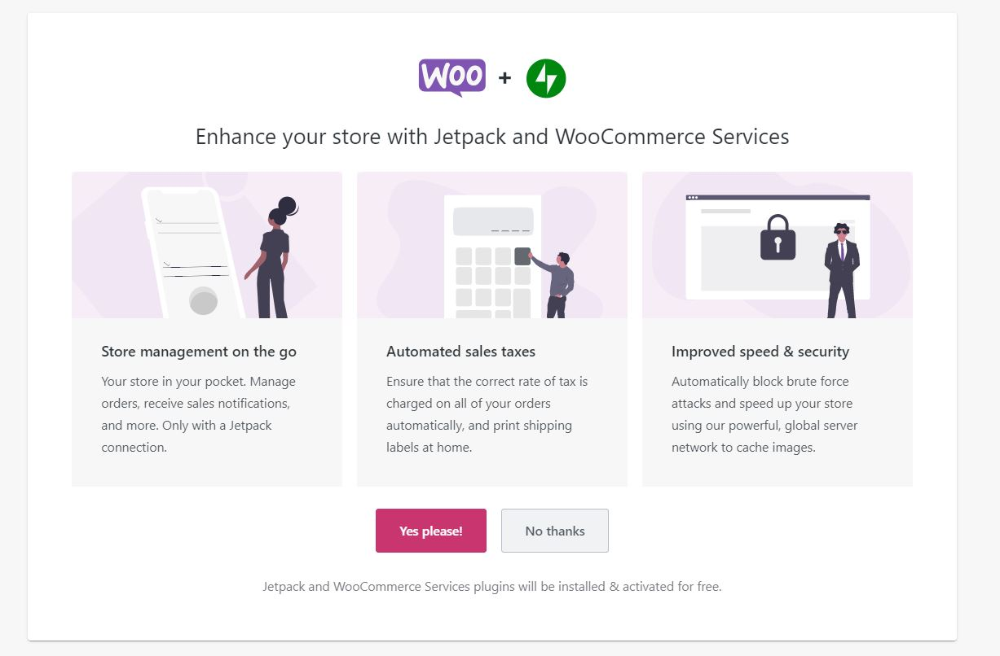 WOO +
Enhance your store with Jetpack and WooCommerce Services
Store management on the go
Your store in your pocket. Manage
orders, receive sales notifications,
and more. Only with a Jetpack
connection.
Automated sales taxes
Ensure that the correct rate of tax is
charged on all of your orders
automatically, and print shipping
labels at home.
Improved speed & security
Automatically block brute force
attacks and speed up your store
using our powerful, global server
network to cache images.
Yes please! No thanks
Jetpack and WooCommerce Services plugins will be installed & activated for free.